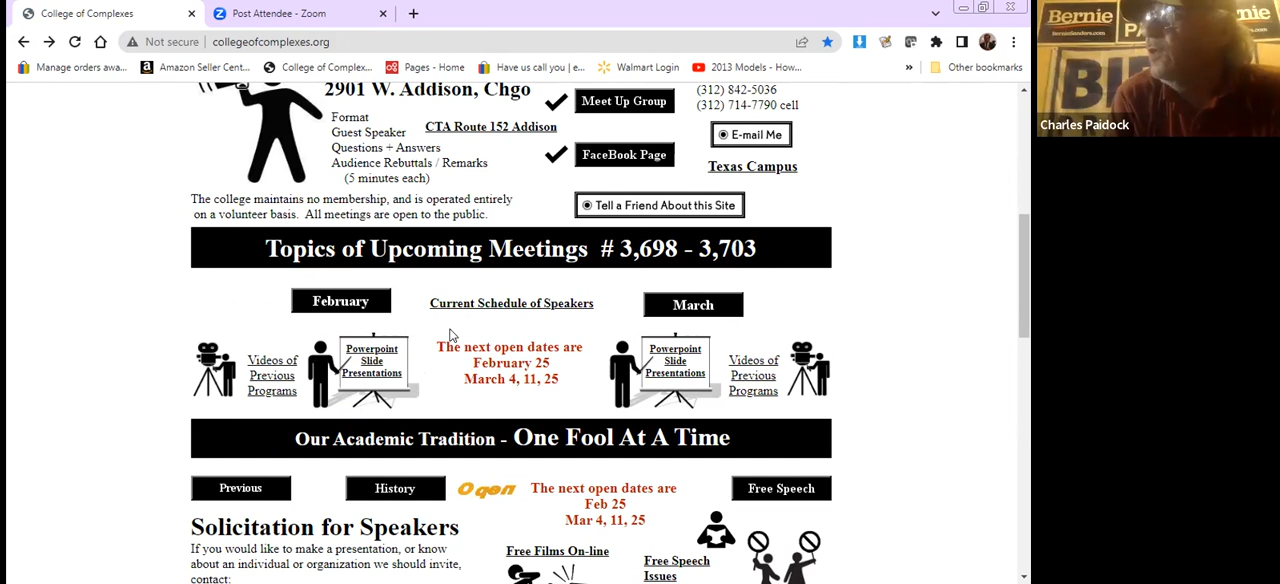 College of Complexes
Post Attendee - Zoom
Not secure
collegeofcomplexes.org
Manage orders awa...
Amazon Seller Cent...
College of Complex...
Pages - Home
Have us call you | e...
Walmart Login
2013 Models - How...
»
Other bookmarks
Bernie
BerniSanders.com
Charles Paidock
2901 W. Addison, Chgo
Format
Guest Speaker
Questions + Answers
Audience Rebuttals / Remarks
(5 minutes each)
CTA Route 152 Addison
Meet Up Group
FaceBook Page
(312) 842-5036
(312) 714-7790 cell
E-mail Me
Texas Campus
The college maintains no membership, and is operated entirely
on a volunteer basis. All meetings are open to the public.
Tell a Friend About this Site
Topics of Upcoming Meetings # 3,698 - 3,703
February
Current Schedule of Speakers
March
Videos of
Previous
Programs
Powerpoint
Slide
Presentations
The next open dates are
February 25
March 4, 11, 25
Powerpoint
Slide
Presentations
Videos of
Previous
Programs
Our Academic Tradition - One Fool At A Time
Previous
History
Open
The next open dates are
Feb 25
Mar 4, 11, 25
Free Speech
Solicitation for Speakers
If you would like to make a presentation, or know
about an individual or organization we should invite,
contact:
Free Films On-line
Free Speech
Issues